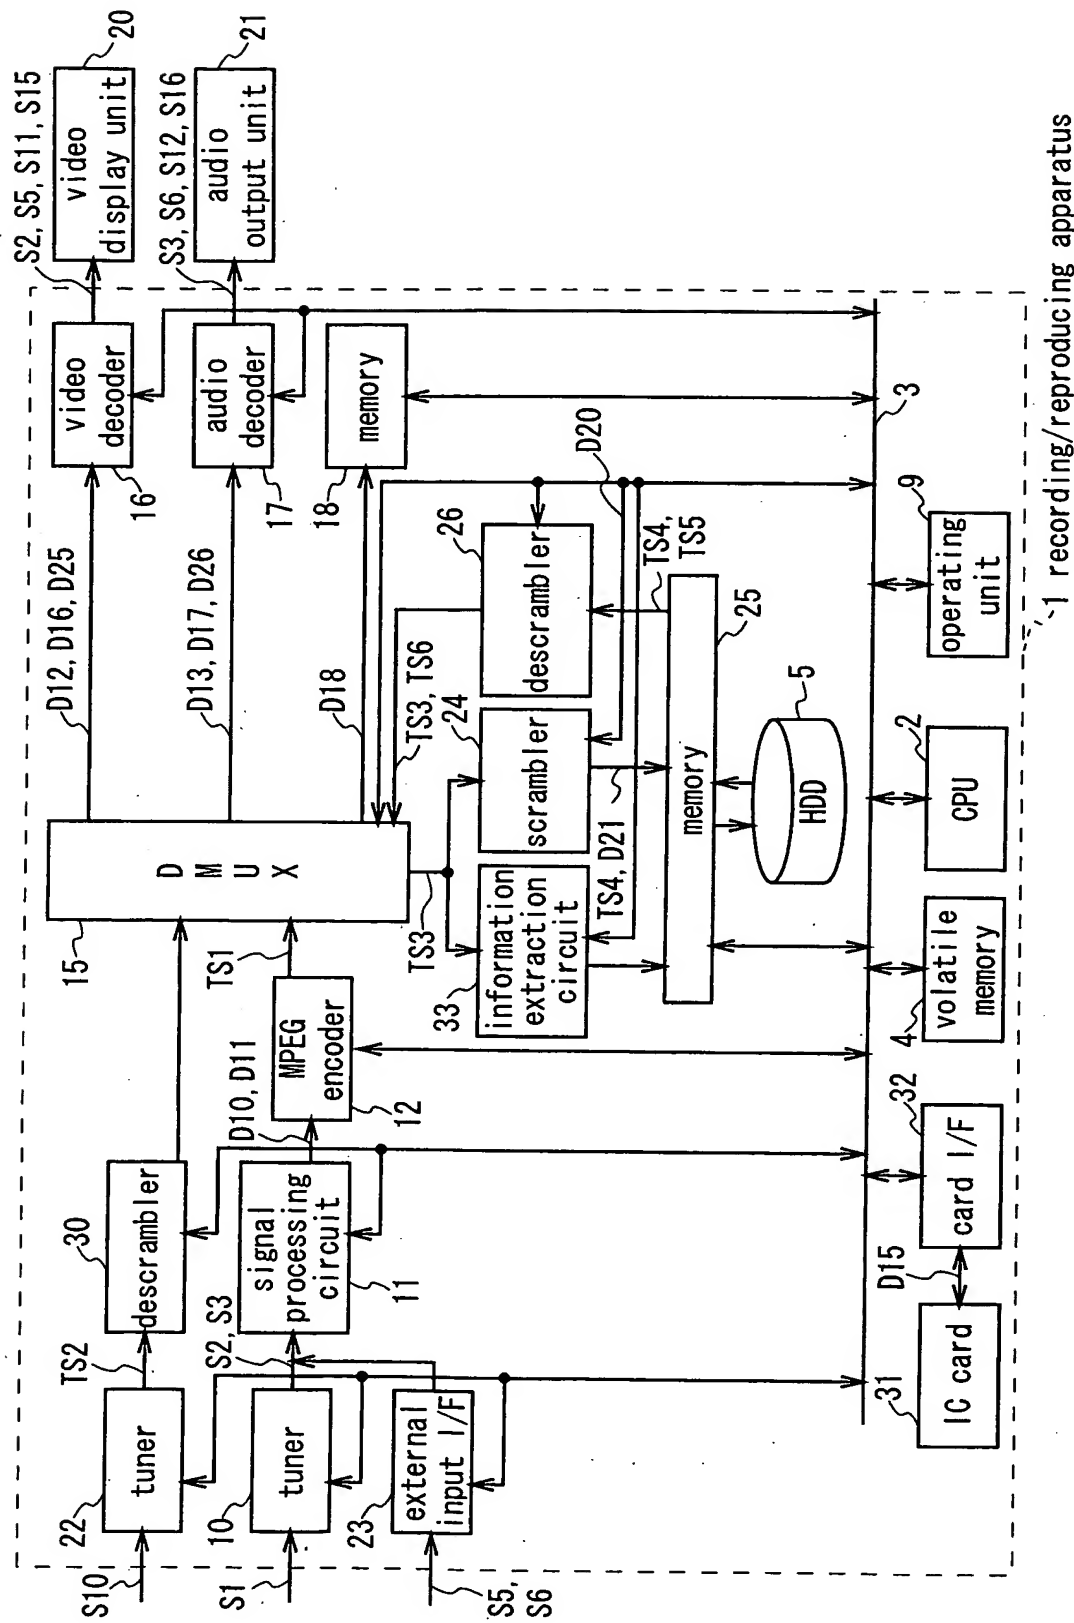 S10
22
tuner
TS2
30
descrambler
S1
10
tuner
S2, S3
signal
processing
circuit
11
D10, D11
MPEG
encoder
12
TS1
S5,
S6
23
external
input I/F
15
DMUX
D12, D16, D25
video
decoder
16
S2, S5, S11, S15
video
display unit
20
D13, D17, D26
audio
decoder
17
S3, S6, S12, S16
audio
output unit
21
D18
18
memory
TS3, TS6
TS3
33
information
extraction
circuit
24
scrambler
26
descrambler
D20
TS4, D21
TS4,
TS5
memory
25
HDD
5
3
31
IC card
D15
card I/F
32
4
volatile
memory
CPU
2
operating
unit
9
1 recording/reproducing apparatus